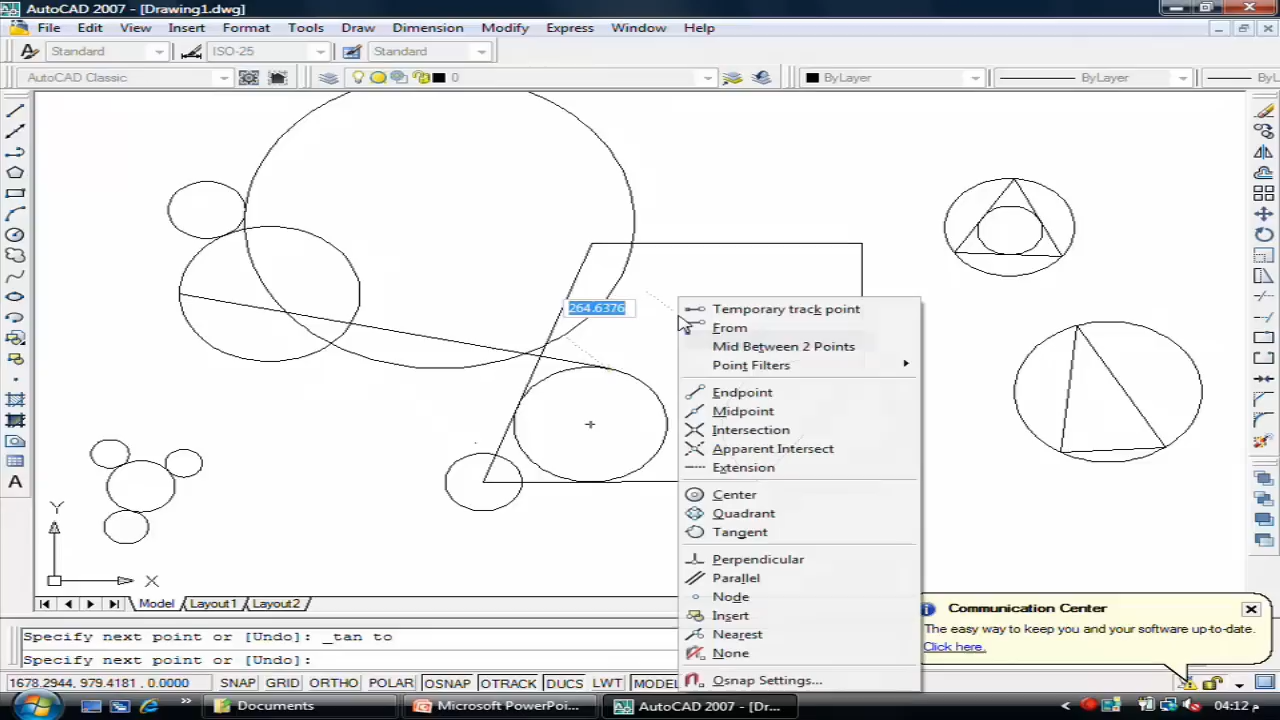 AutoCAD 2007 - [Drawing1.dwg]
File Edit View Insert Format Tools Draw Dimension Modify Express Window Help
Standard ISO-25 Standard
AutoCAD Classic 0 ByLayer ByLayer ByL
264.6376
Temporary track point
From
Mid Between 2 Points
Point Filters
Endpoint
Midpoint
Intersection
Apparent Intersect
Extension
Center
Quadrant
Tangent
Perpendicular
Parallel
Node
Insert
Nearest
None
Osnap Settings...
Y
X
A
Model Layout1 Layout2
Communication Center
The easy way to keep you and your software up-to-date.
Click here.
Specify next point or [Undo]: _tan to
Specify next point or [Undo]:
1678.2944, 979.4181, 0.0000 SNAP GRID ORTHO POLAR OSNAP OTRACK DUCS LWT MODEL
Documents Microsoft PowerPoi... AutoCAD 2007 - [Dr... 04:12 م